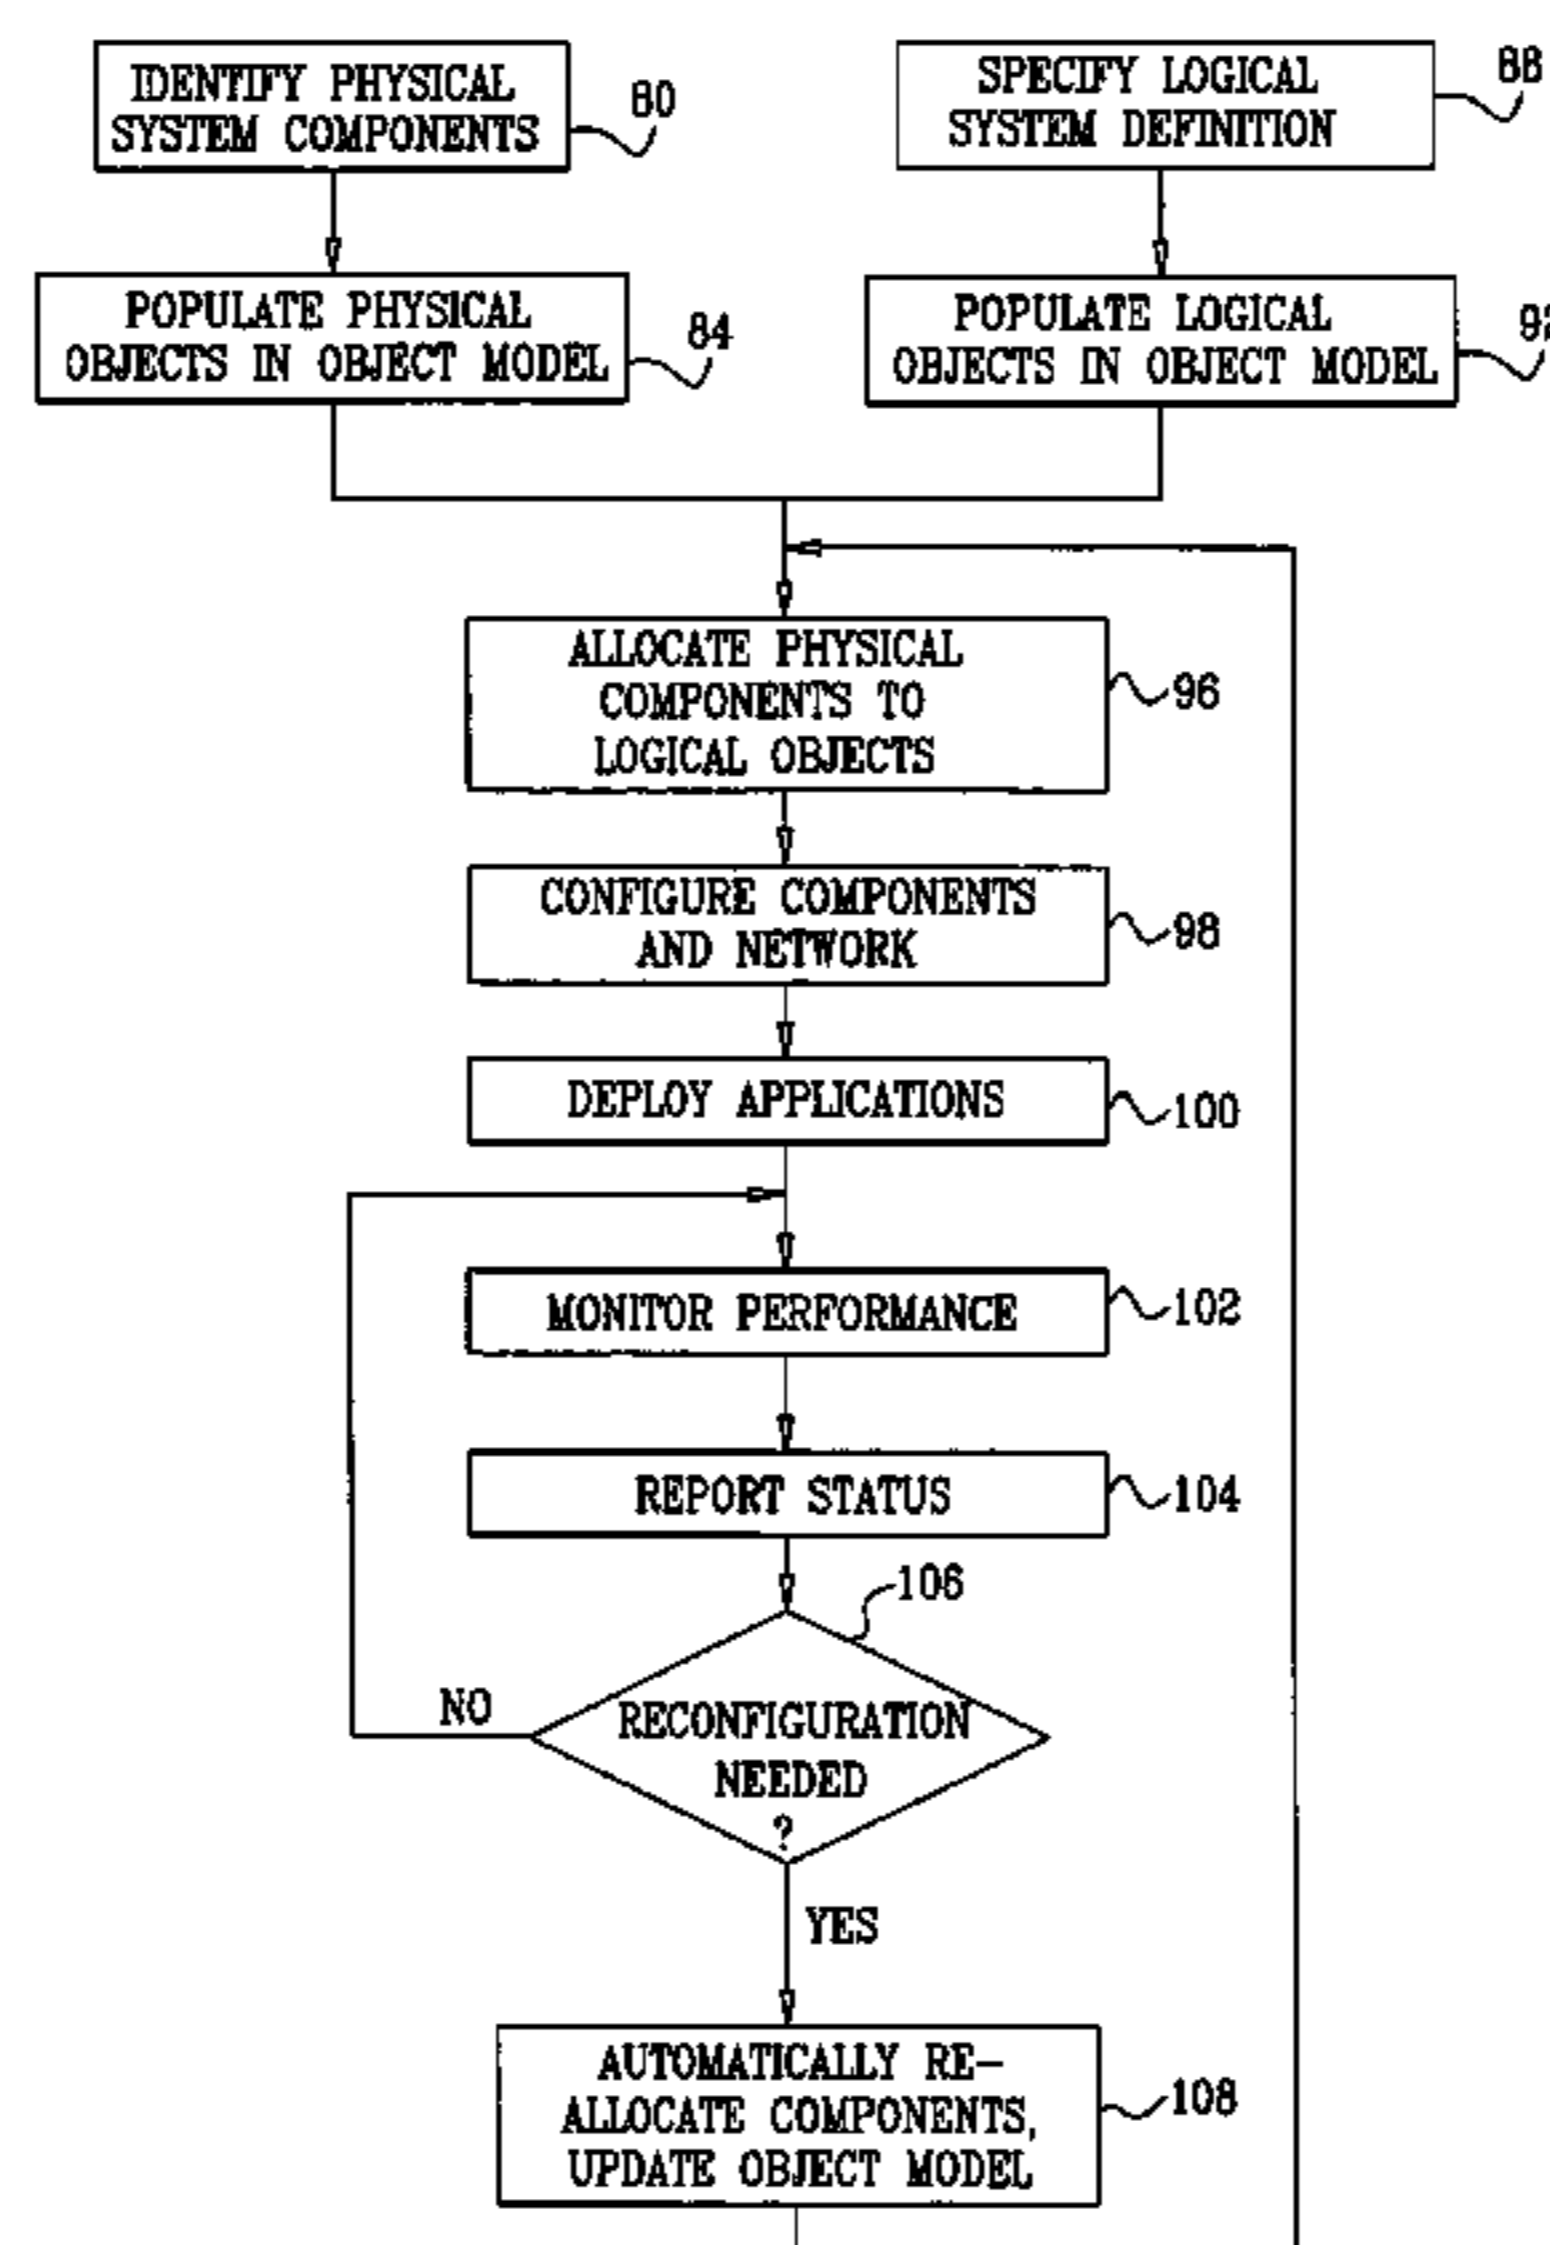 IDENTIFY PHYSICAL
SYSTEM COMPONENTS
80
SPECIFY LOGICAL
SYSTEM DEFINITION
88
POPULATE PHYSICAL
OBJECTS IN OBJECT MODEL
84
POPULATE LOGICAL
OBJECTS IN OBJECT MODEL
ALLOCATE PHYSICAL
COMPONENTS TO
LOGICAL OBJECTS
96
CONFIGURE COMPONENTS
AND NETWORK
98
DEPLOY APPLICATIONS
100
MONITOR PERFORMANCE
102
REPORT STATUS
104
106
NO
RECONFIGURATION
NEEDED
?
YES
AUTOMATICALLY RE-
ALLOCATE COMPONENTS,
UPDATE OBJECT MODEL
108